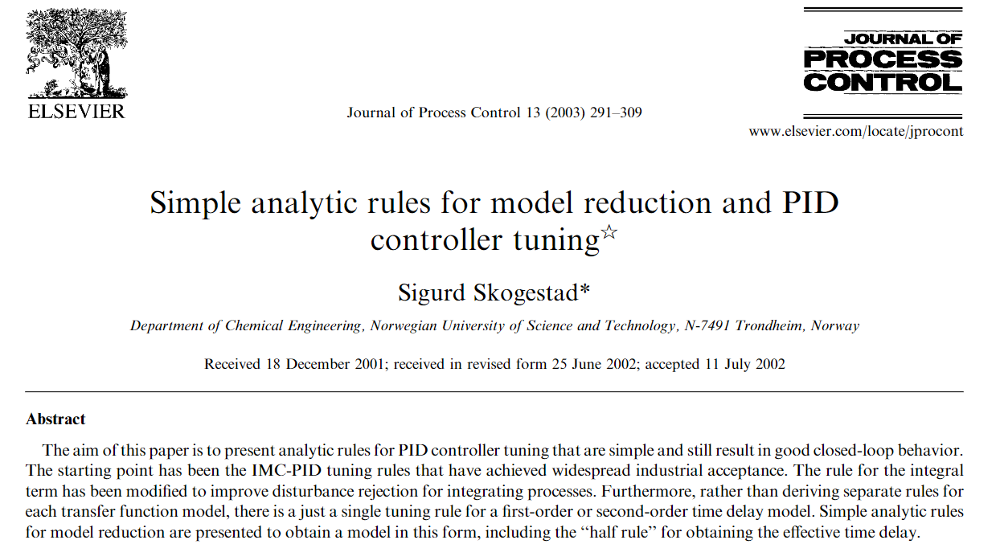 JOURNAL OF
PROCESS
CONTROL
ELSEVIER
Journal of Process Control 13 (2003) 291–309
www.elsevier.com/locate/jprocont
Simple analytic rules for model reduction and PID
controller tuning☆
Sigurd Skogestad*
Department of Chemical Engineering, Norwegian University of Science and Technology, N-7491 Trondheim, Norway
Received 18 December 2001; received in revised form 25 June 2002; accepted 11 July 2002
Abstract
The aim of this paper is to present analytic rules for PID controller tuning that are simple and still result in good closed-loop behavior.
The starting point has been the IMC-PID tuning rules that have achieved widespread industrial acceptance. The rule for the integral
term has been modified to improve disturbance rejection for integrating processes. Furthermore, rather than deriving separate rules for
each transfer function model, there is a just a single tuning rule for a first-order or second-order time delay model. Simple analytic rules
for model reduction are presented to obtain a model in this form, including the “half rule” for obtaining the effective time delay.